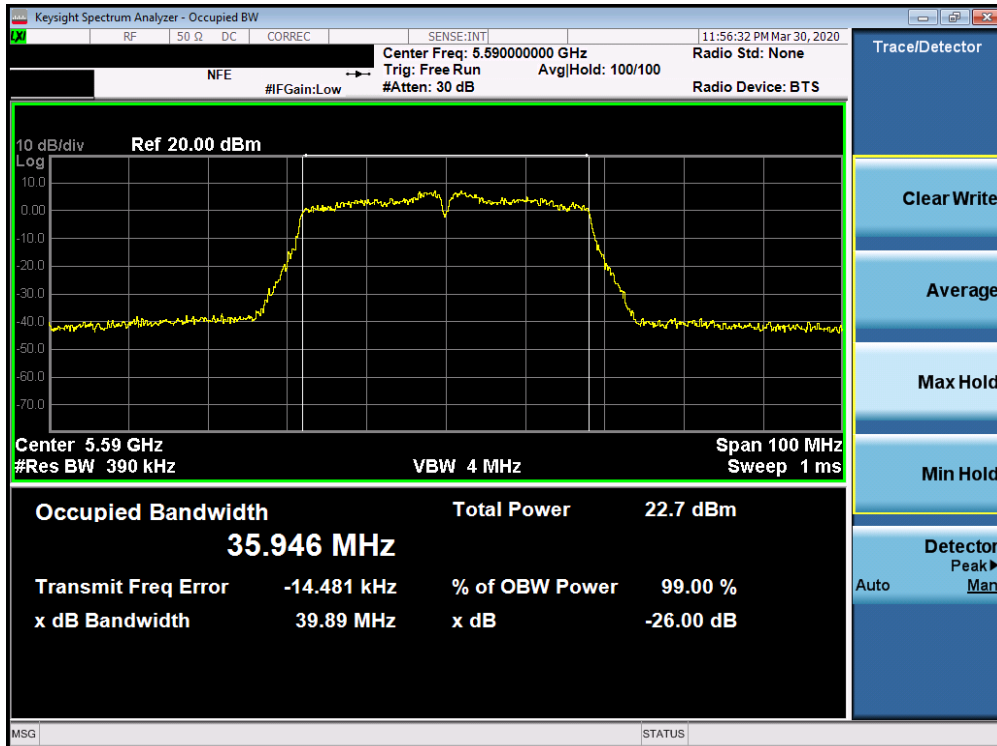 Keysight Spectrum Analyzer - Occupied BW
LXI RF 50 Ω DC CORREC SENSE:INT 11:56:32 PM Mar 30, 2020
Center Freq: 5.590000000 GHz Radio Std: None
NFE Trig: Free Run Avg|Hold: 100/100
#IFGain:Low #Atten: 30 dB Radio Device: BTS
Trace/Detector
10 dB/div Ref 20.00 dBm
Log
10.0
0.00
-10.0
-20.0
-30.0
-40.0
-50.0
-60.0
-70.0
Center 5.59 GHz Span 100 MHz
#Res BW 390 kHz VBW 4 MHz Sweep 1 ms
Occupied Bandwidth Total Power 22.7 dBm
35.946 MHz
Transmit Freq Error -14.481 kHz % of OBW Power 99.00 %
x dB Bandwidth 39.89 MHz x dB -26.00 dB
Clear Write
Average
Max Hold
Min Hold
Detector
Peak▶
Auto Man
MSG STATUS